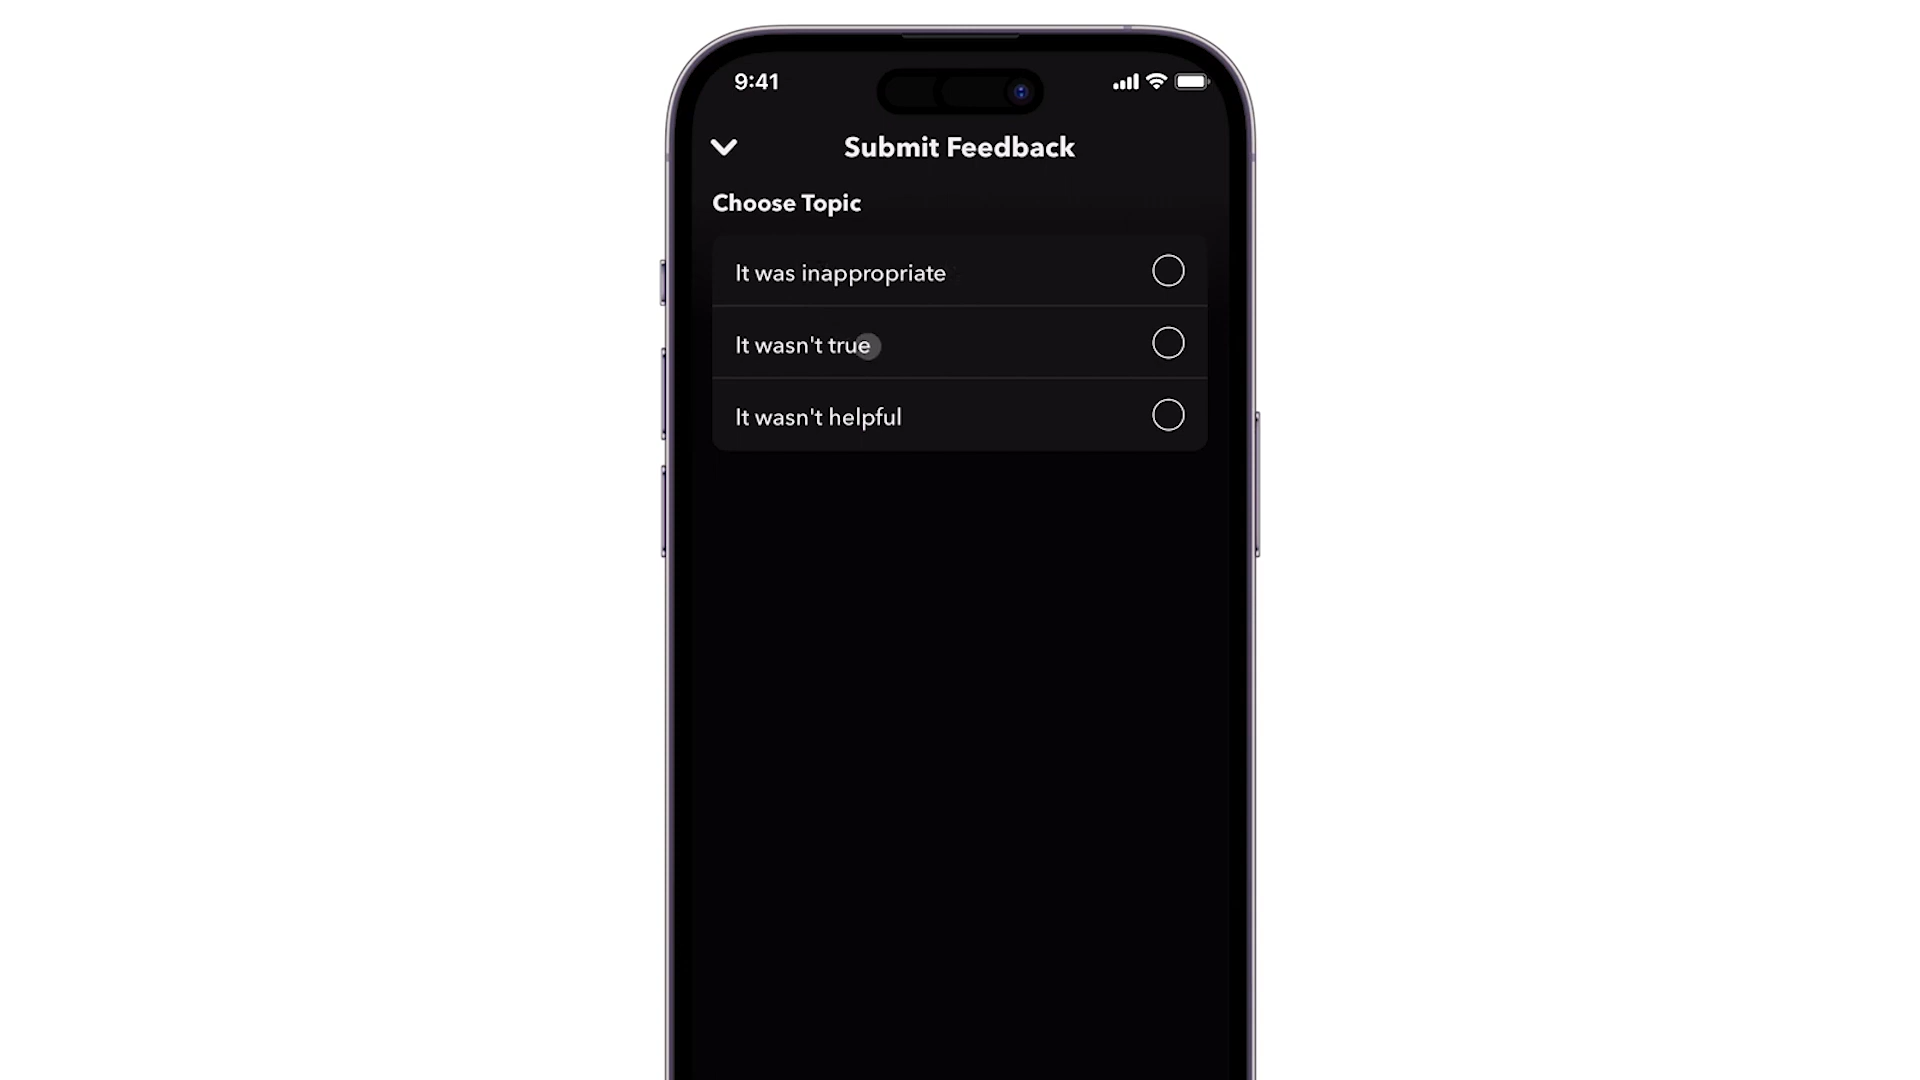 9:41
Submit Feedback
Choose Topic
It was inappropriate
It wasn't true
It wasn't helpful